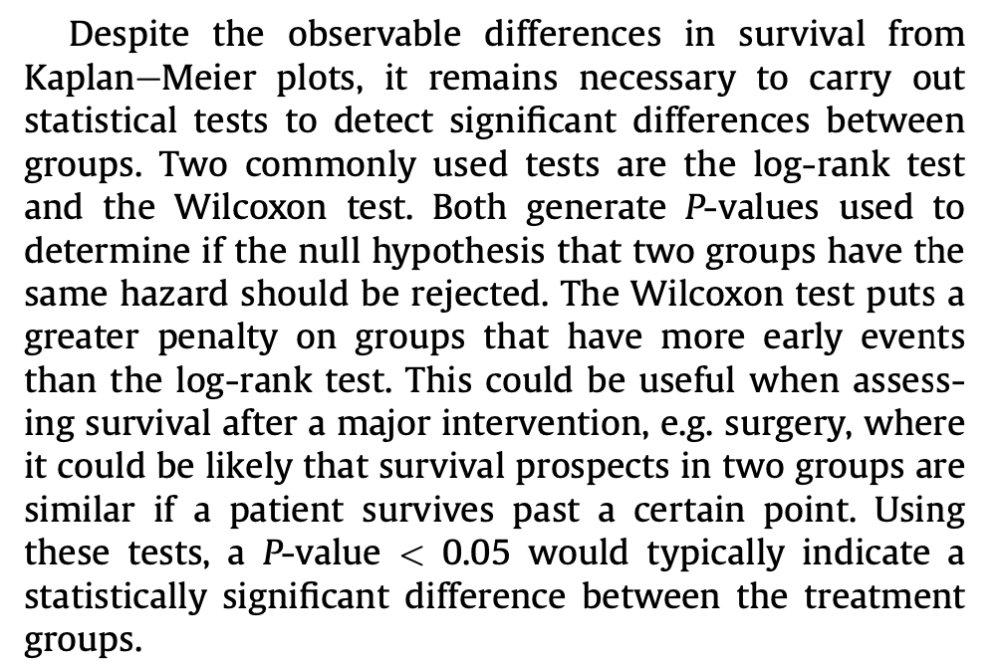 Despite the observable differences in survival from
Kaplan—Meier plots, it remains necessary to carry out
statistical tests to detect significant differences between
groups. Two commonly used tests are the log-rank test
and the Wilcoxon test. Both generate P-values used to
determine if the null hypothesis that two groups have the
same hazard should be rejected. The Wilcoxon test puts a
greater penalty on groups that have more early events
than the log-rank test. This could be useful when assess-
ing survival after a major intervention, e.g. surgery, where
it could be likely that survival prospects in two groups are
similar if a patient survives past a certain point. Using
these tests, a P-value < 0.05 would typically indicate a
statistically significant difference between the treatment
groups.